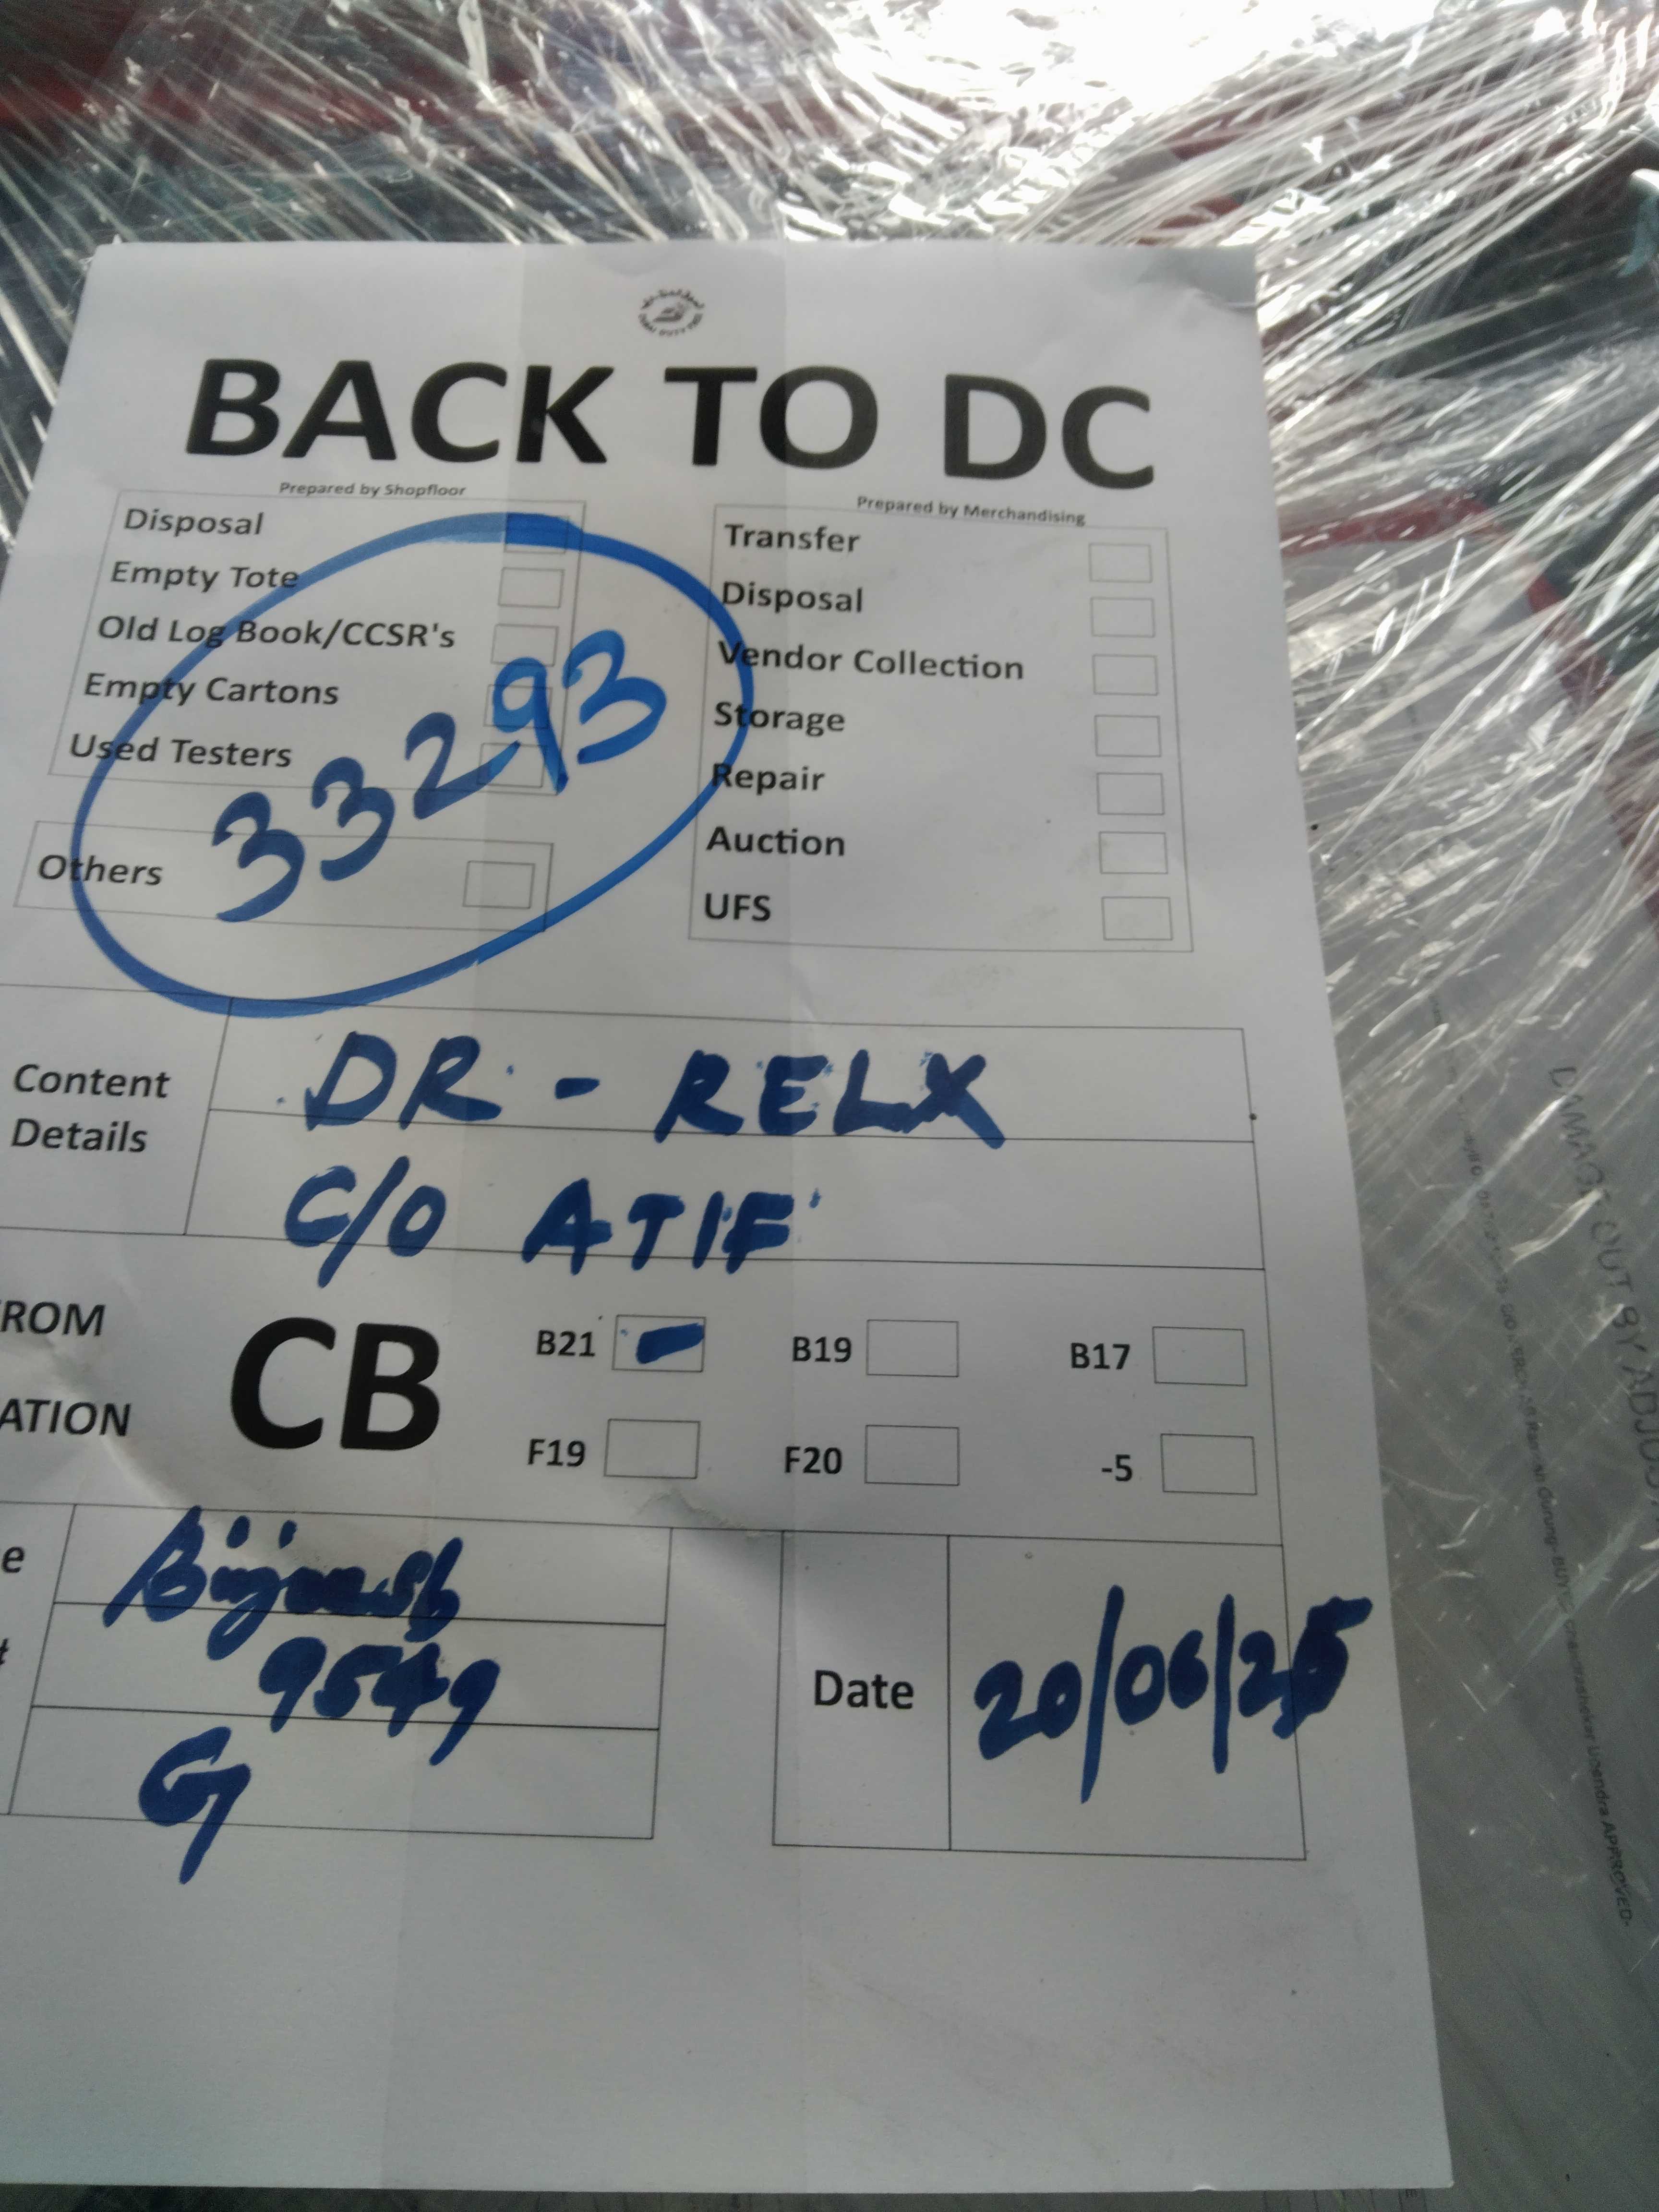 BACK TO DC
Prepared by Shopfloor
Disposal
Empty Tote
Old Log Book/CCSR's
Empty Cartons
Used Testers
Others
33293
Prepared by Merchandising
Transfer
Disposal
Vendor Collection
Storage
Repair
Auction
UFS
Content Details
DR - RELX
C/O ATIF
ROM
ATION
CB
B21
B19
B17
F19
F20
-5
e
9549
Date
20/06/25